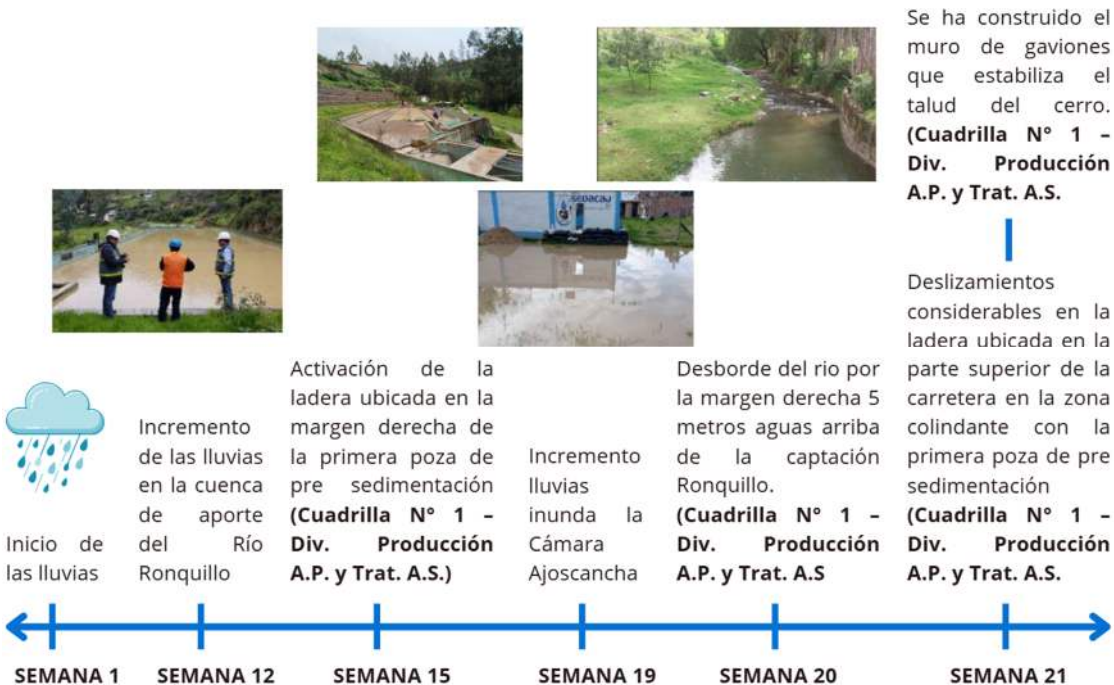 Se ha construido el
muro de gaviones
que estabiliza el
talud del cerro.
(Cuadrilla N° 1 –
Div. Producción
A.P. y Trat. A.S.
SEDACAJ
Inicio de
las lluvias
Incremento
de las lluvias
en la cuenca
de aporte
del Río
Ronquillo
Activación de la
ladera ubicada en la
margen derecha de
la primera poza de
pre sedimentación
(Cuadrilla N° 1 –
Div. Producción
A.P. y Trat. A.S.)
Incremento
lluvias
inunda la
Cámara
Ajoscancha
Desborde del rio por
la margen derecha 5
metros aguas arriba
de la captación
Ronquillo.
(Cuadrilla N° 1 –
Div. Producción
A.P. y Trat. A.S
Deslizamientos
considerables en la
ladera ubicada en la
parte superior de la
carretera en la zona
colindante con la
primera poza de pre
sedimentación
(Cuadrilla N° 1 –
Div. Producción
A.P. y Trat. A.S.
SEMANA 1
SEMANA 12
SEMANA 15
SEMANA 19
SEMANA 20
SEMANA 21